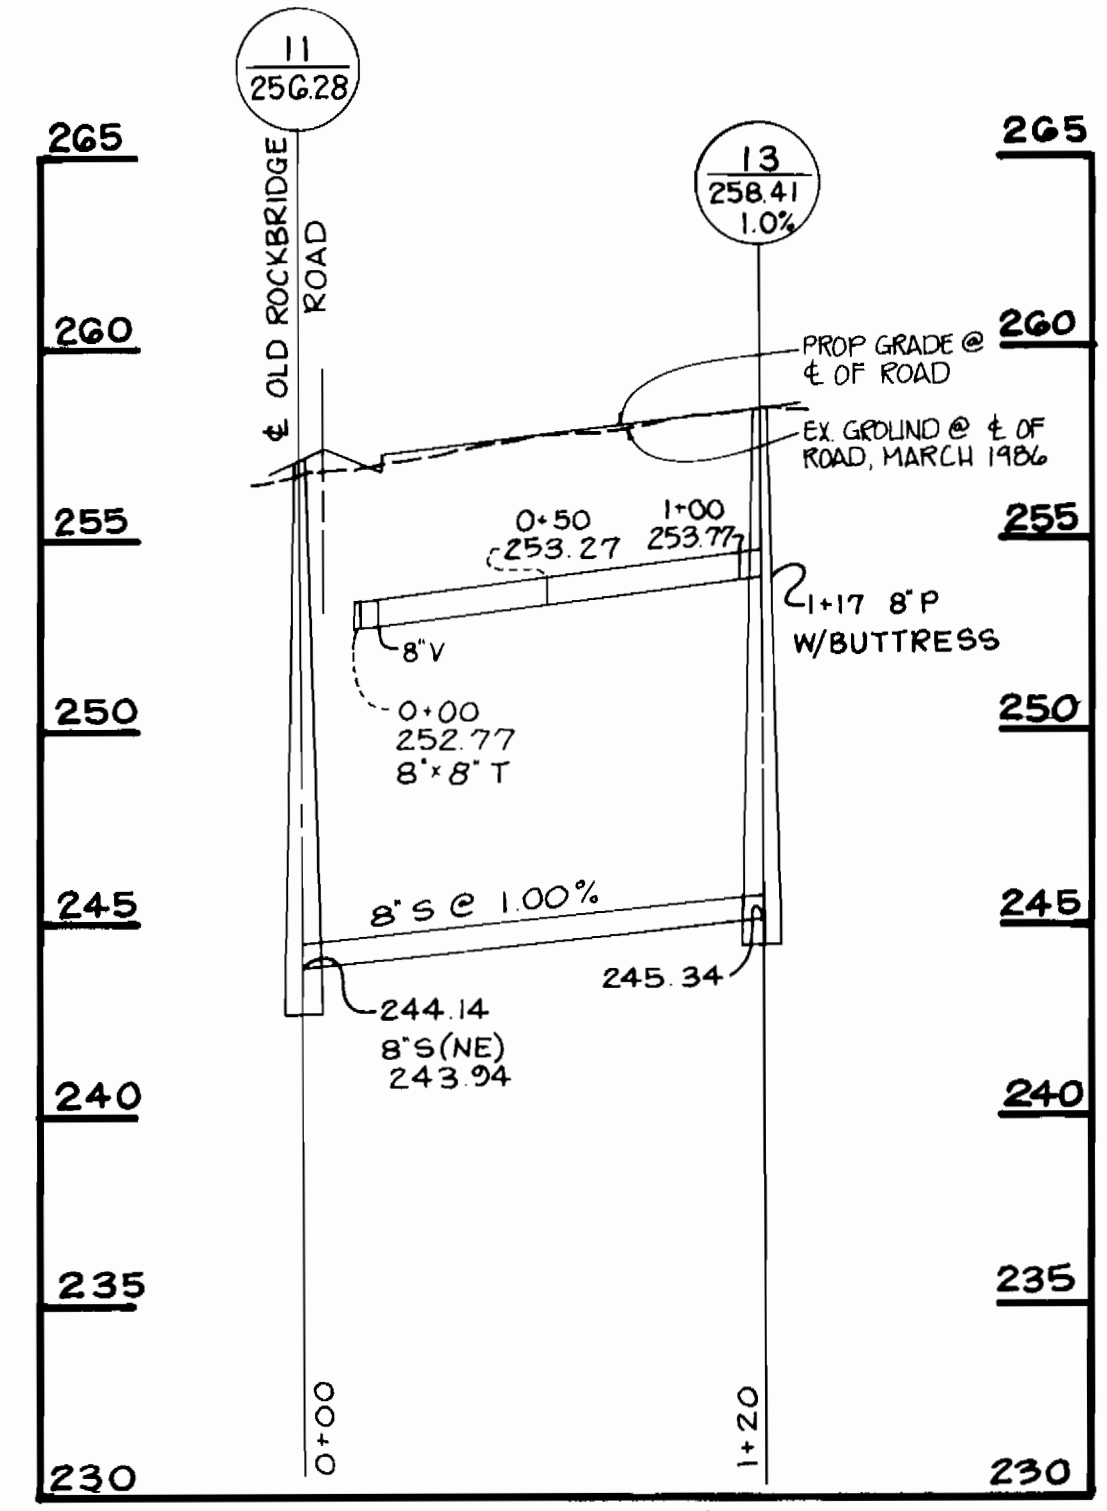 11
256.28
265
265
13
258.41
1.0%
℄ OLD ROCKBRIDGE
ROAD
260
260
PROP GRADE @
℄ OF ROAD
EX. GROUND @ ℄ OF
ROAD, MARCH 1986
255
255
0+50
253.27
1+00
253.77
1+17 8"P
W/BUTTRESS
8"V
0+00
252.77
8"x8" T
250
250
8"S @ 1.00%
245
245
245.34
244.14
8"S(NE)
243.94
240
240
235
235
0+00
1+20
230
230